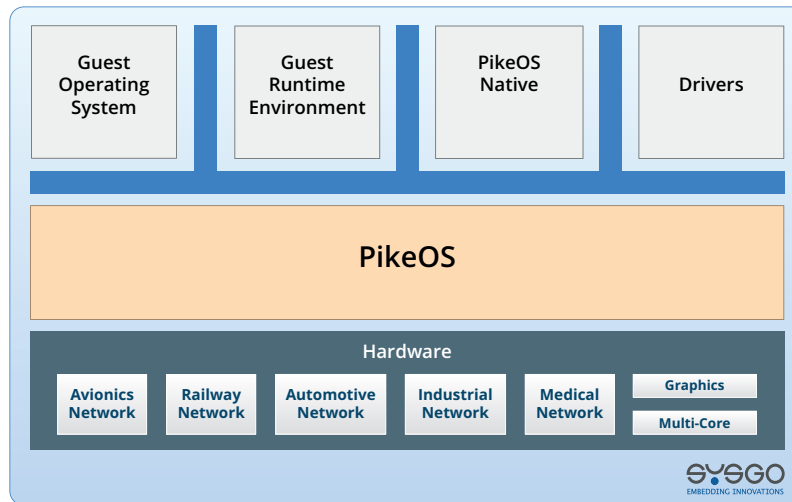 Guest
Operating
System
Guest
Runtime
Environment
PikeOS
Native
Drivers
PikeOS
Hardware
Avionics
Network
Railway
Network
Automotive
Network
Industrial
Network
Medical
Network
Graphics
Multi-Core
SYSGO
EMBEDDING INNOVATIONS